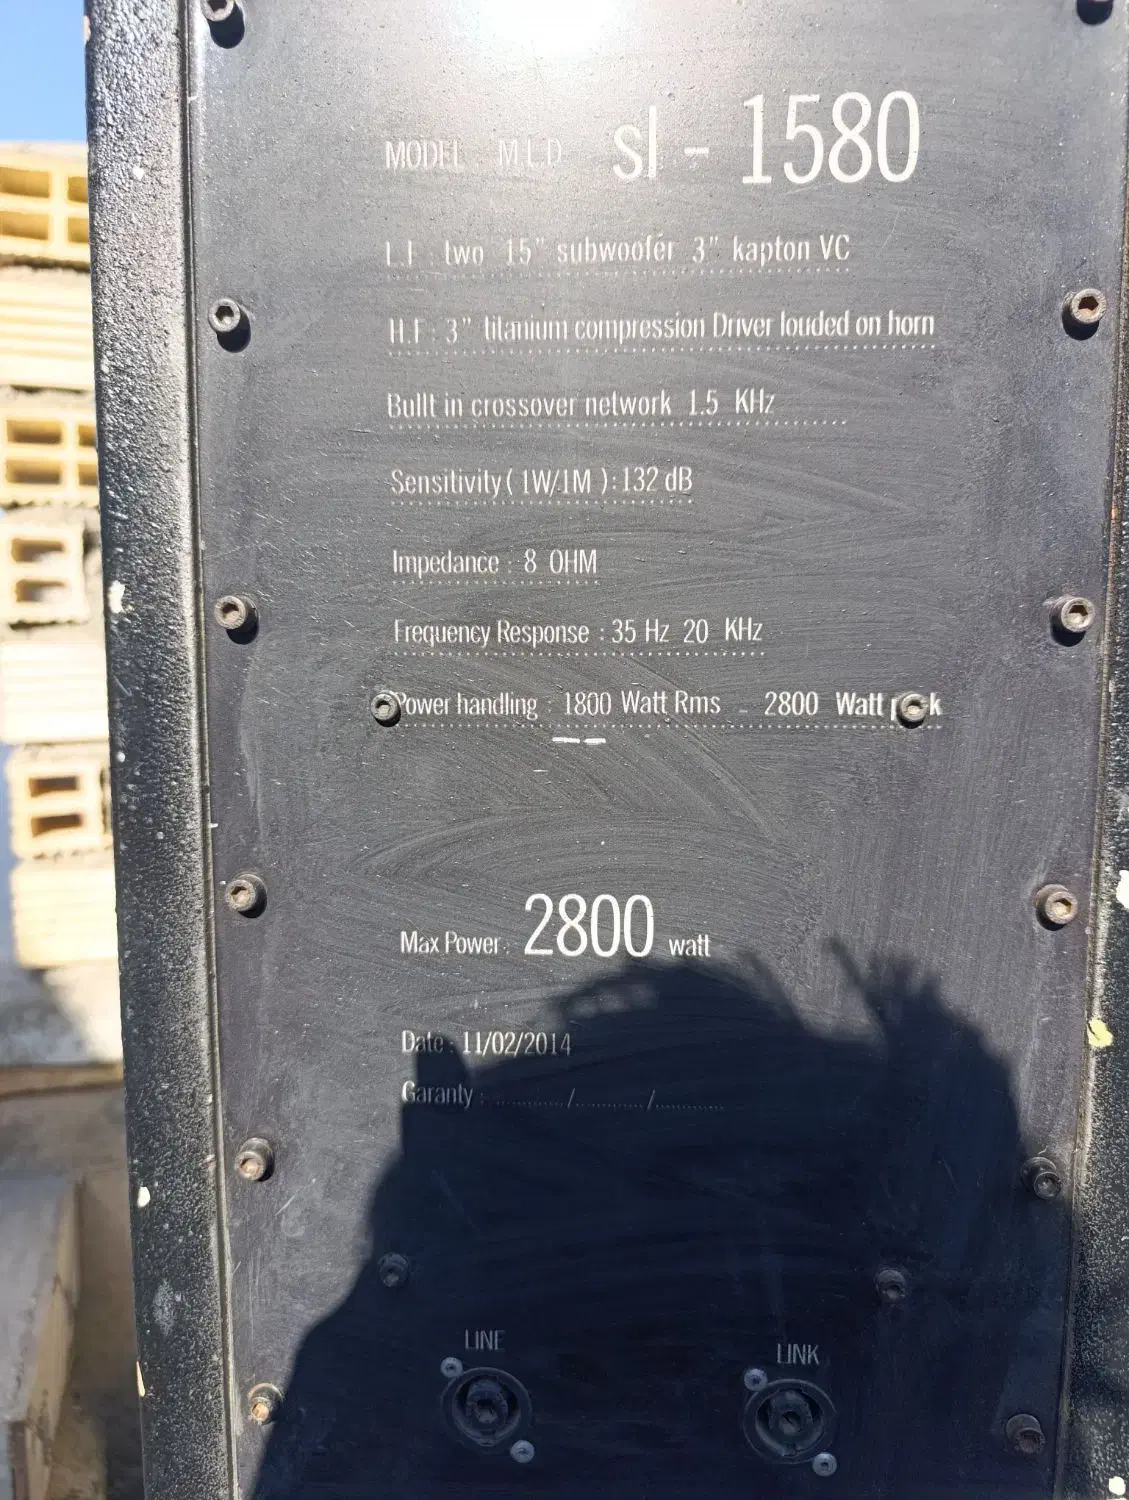 MODEL : M.L.D sl - 1580
L.F : two 15" subwoofer 3" kapton VC
H.F : 3" titanium compression Driver louded on horn
Built in crossover network 1.5 KHz
Sensitivity ( 1W/1M ) : 132 dB
Impedance : 8 OHM
Frequency Response : 35 Hz 20 KHz
Power handling : 1800 Watt Rms - 2800 Watt
Max Power : 2800 watt
Date : 11/02/2014
Garanty : ............/............/............
LINE
LINK